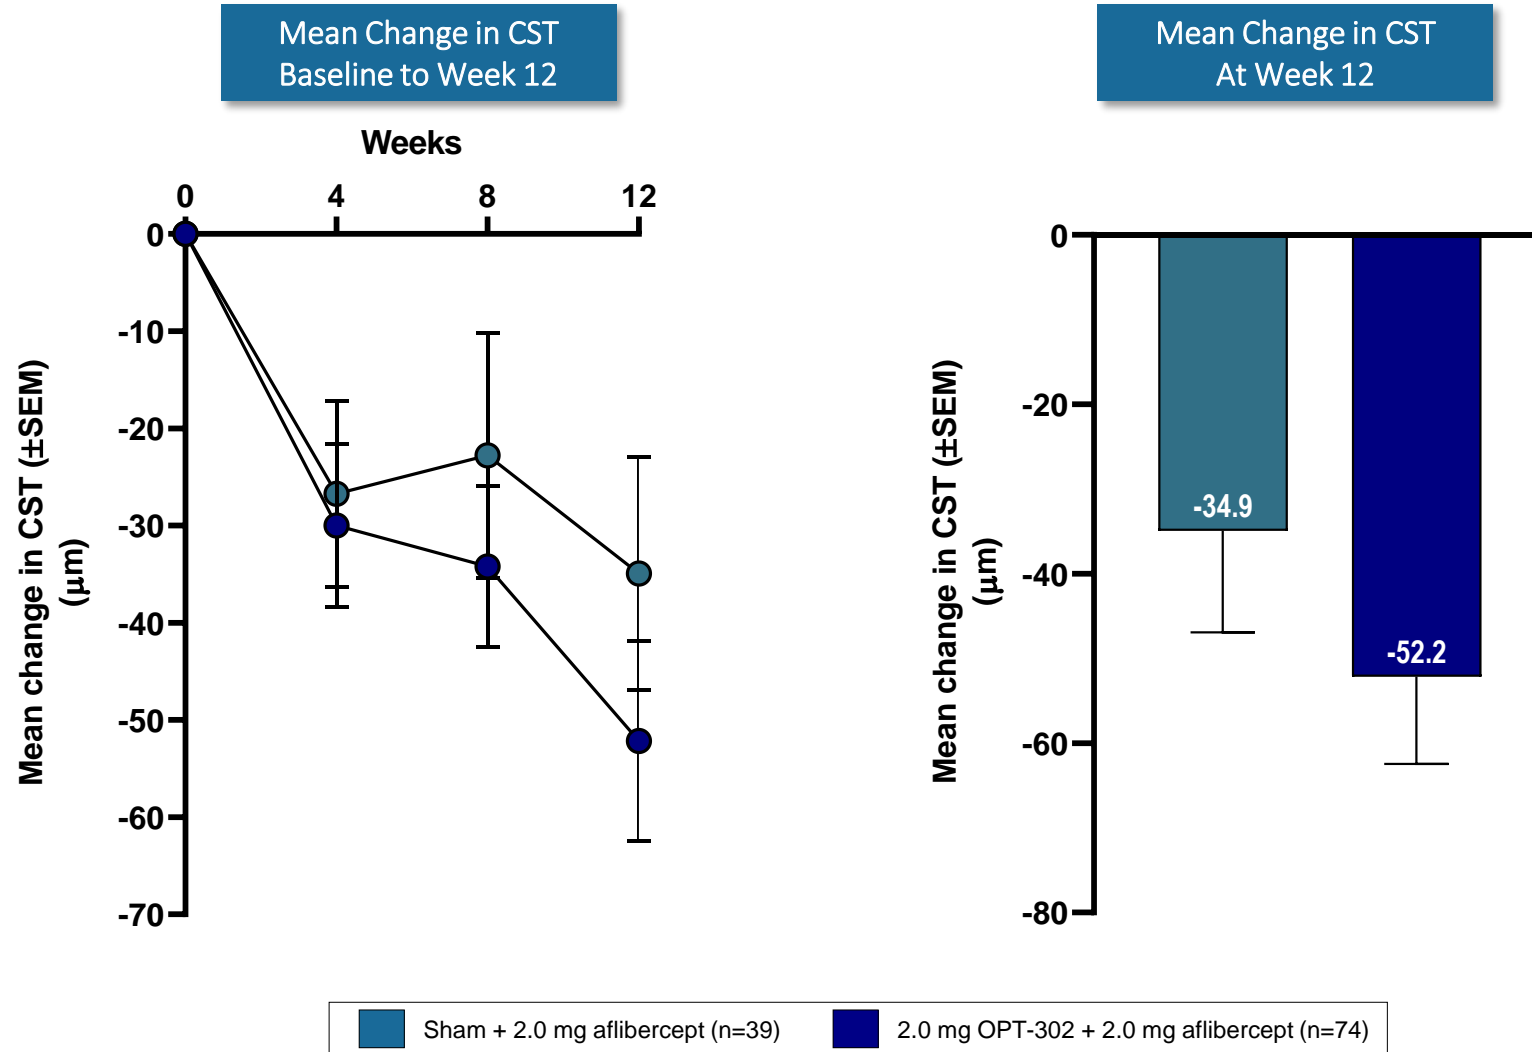 Mean Change in CST
Baseline to Week 12
Weeks
0 4 8 12
0
-10
-20
-30
-40
-50
-60
-70
Mean change in CST (±SEM)
(μm)
Mean Change in CST
At Week 12
0
-20
-40
-60
-80
Mean change in CST (±SEM)
(μm)
-34.9
-52.2
Sham + 2.0 mg aflibercept (n=39)
2.0 mg OPT-302 + 2.0 mg aflibercept (n=74)